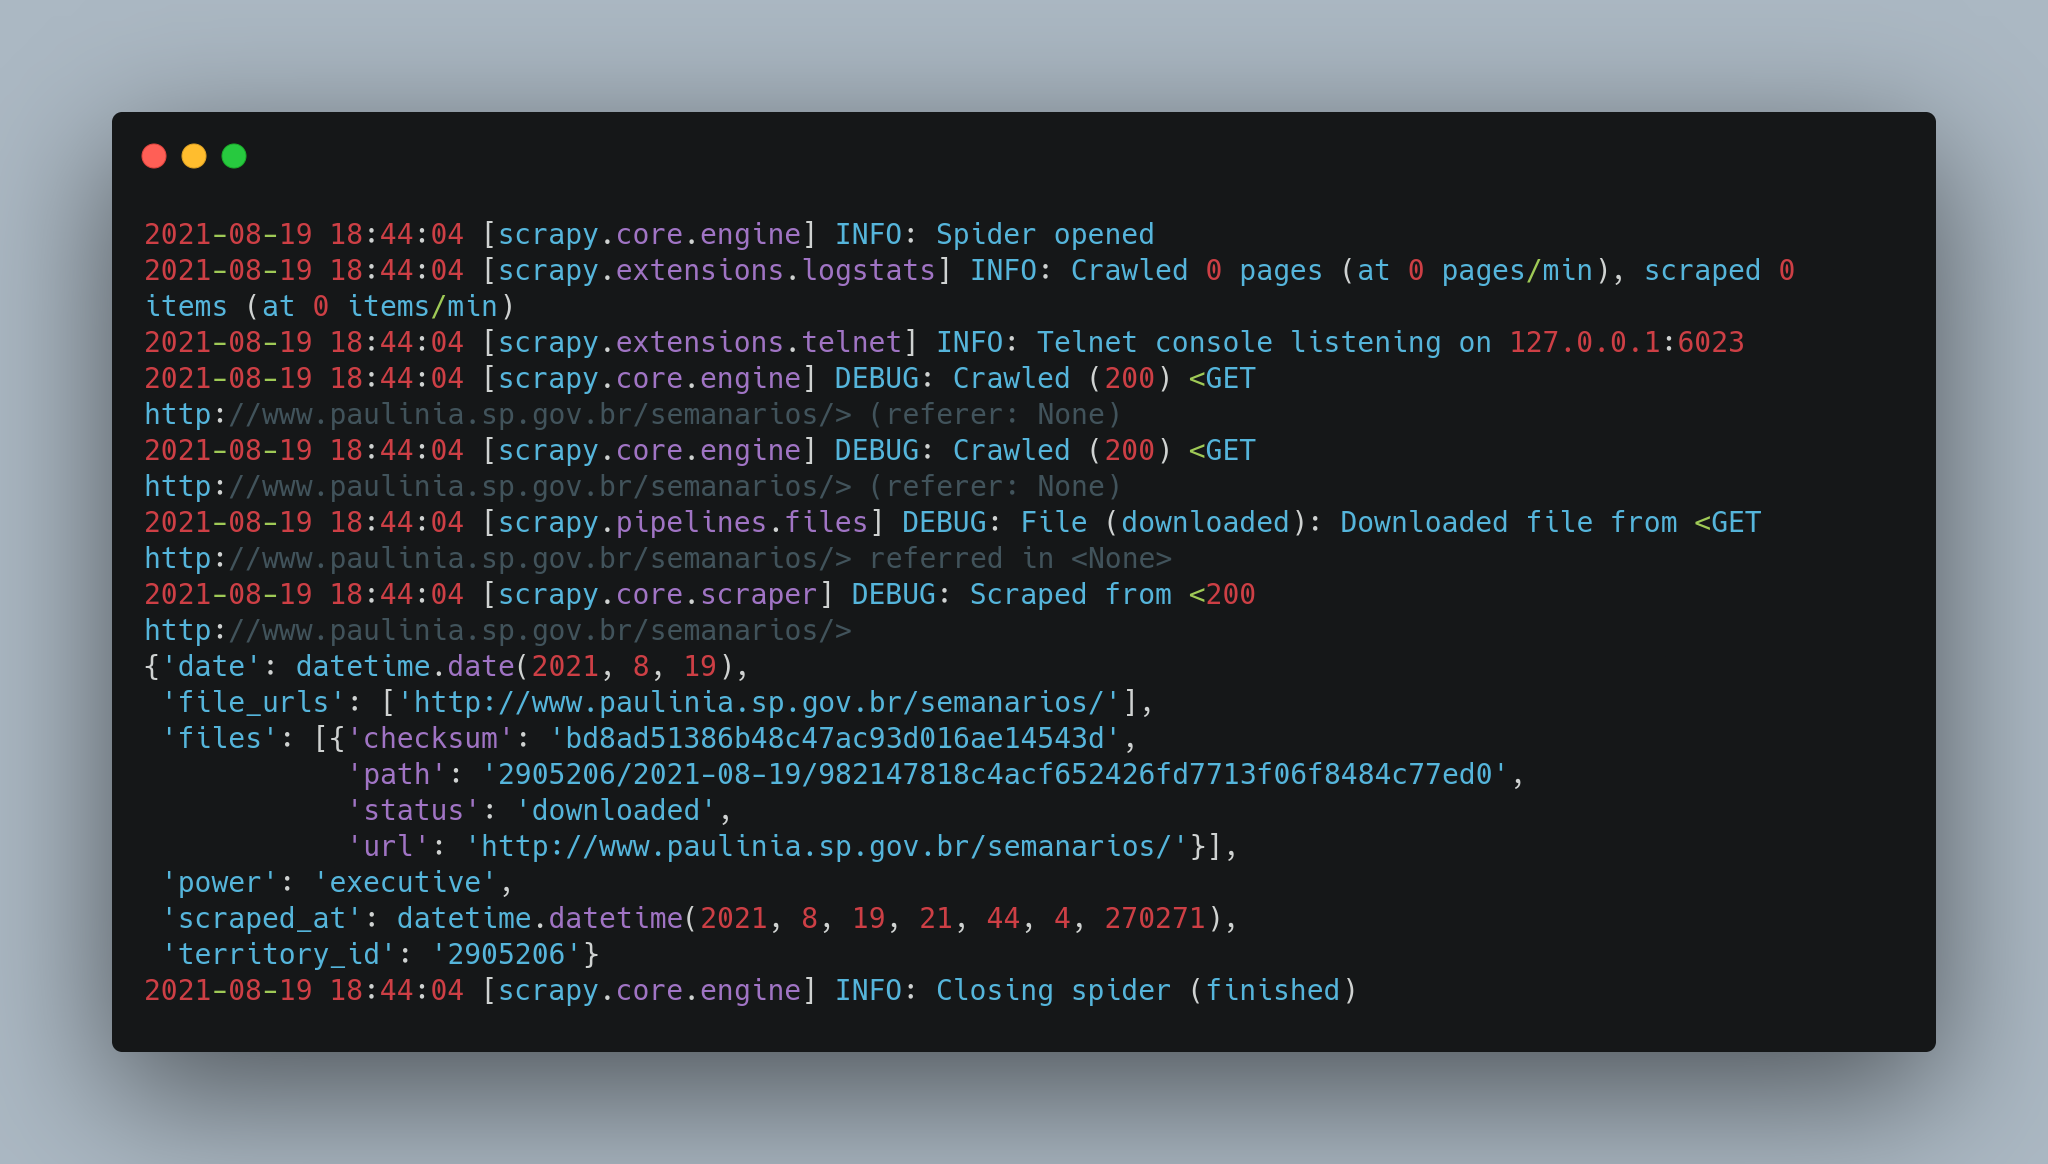 2021-08-19 18:44:04 [scrapy.core.engine] INFO: Spider opened
2021-08-19 18:44:04 [scrapy.extensions.logstats] INFO: Crawled 0 pages (at 0 pages/min), scraped 0
items (at 0 items/min)
2021-08-19 18:44:04 [scrapy.extensions.telnet] INFO: Telnet console listening on 127.0.0.1:6023
2021-08-19 18:44:04 [scrapy.core.engine] DEBUG: Crawled (200) <GET
http://www.paulinia.sp.gov.br/semanarios/> (referer: None)
2021-08-19 18:44:04 [scrapy.core.engine] DEBUG: Crawled (200) <GET
http://www.paulinia.sp.gov.br/semanarios/> (referer: None)
2021-08-19 18:44:04 [scrapy.pipelines.files] DEBUG: File (downloaded): Downloaded file from <GET
http://www.paulinia.sp.gov.br/semanarios/> referred in <None>
2021-08-19 18:44:04 [scrapy.core.scraper] DEBUG: Scraped from <200
http://www.paulinia.sp.gov.br/semanarios/>
{'date': datetime.date(2021, 8, 19),
 'file_urls': ['http://www.paulinia.sp.gov.br/semanarios/'],
 'files': [{'checksum': 'bd8ad51386b48c47ac93d016ae14543d',
            'path': '2905206/2021-08-19/982147818c4acf652426fd7713f06f8484c77ed0',
            'status': 'downloaded',
            'url': 'http://www.paulinia.sp.gov.br/semanarios/'}],
 'power': 'executive',
 'scraped_at': datetime.datetime(2021, 8, 19, 21, 44, 4, 270271),
 'territory_id': '2905206'}
2021-08-19 18:44:04 [scrapy.core.engine] INFO: Closing spider (finished)